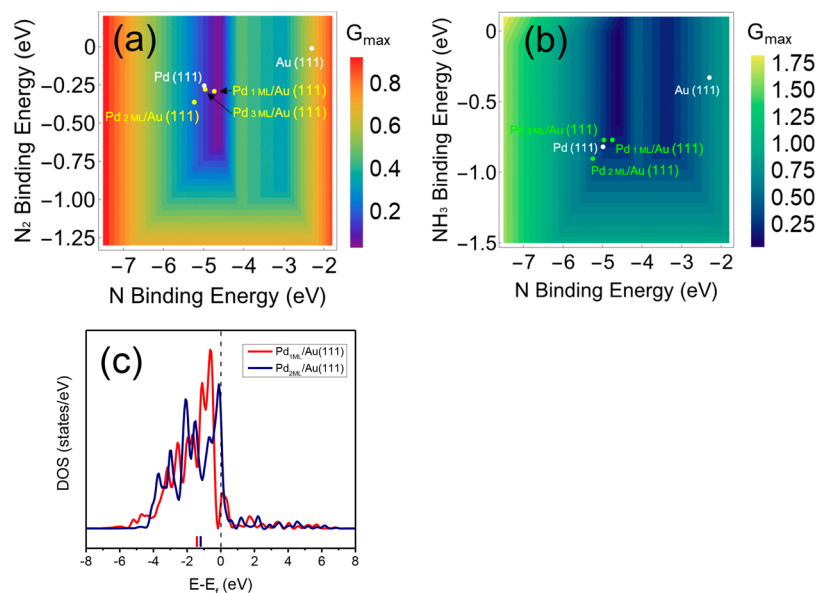 (a)
G max
0
−0.25
−0.50
−0.75
−1.00
−1.25
N₂ Binding Energy (eV)
Pd (111)
Au (111)
Pd 1 ML/Au (111)
Pd 2 ML/Au (111)
Pd 3 ML/Au (111)
0.8
0.6
0.4
0.2
−7 −6 −5 −4 −3 −2
N Binding Energy (eV)
(b)
G max
0
−0.5
−1.0
−1.5
NH₃ Binding Energy (eV)
Au (111)
Pd 3 ML/Au (111)
Pd (111)
Pd 1 ML/Au (111)
Pd 2 ML/Au (111)
1.75
1.50
1.25
1.00
0.75
0.50
0.25
−7 −6 −5 −4 −3 −2
N Binding Energy (eV)
(c)
Pd1ML/Au(111)
Pd2ML/Au(111)
DOS (states/eV)
-8 -6 -4 -2 0 2 4 6 8
E-Ef (eV)